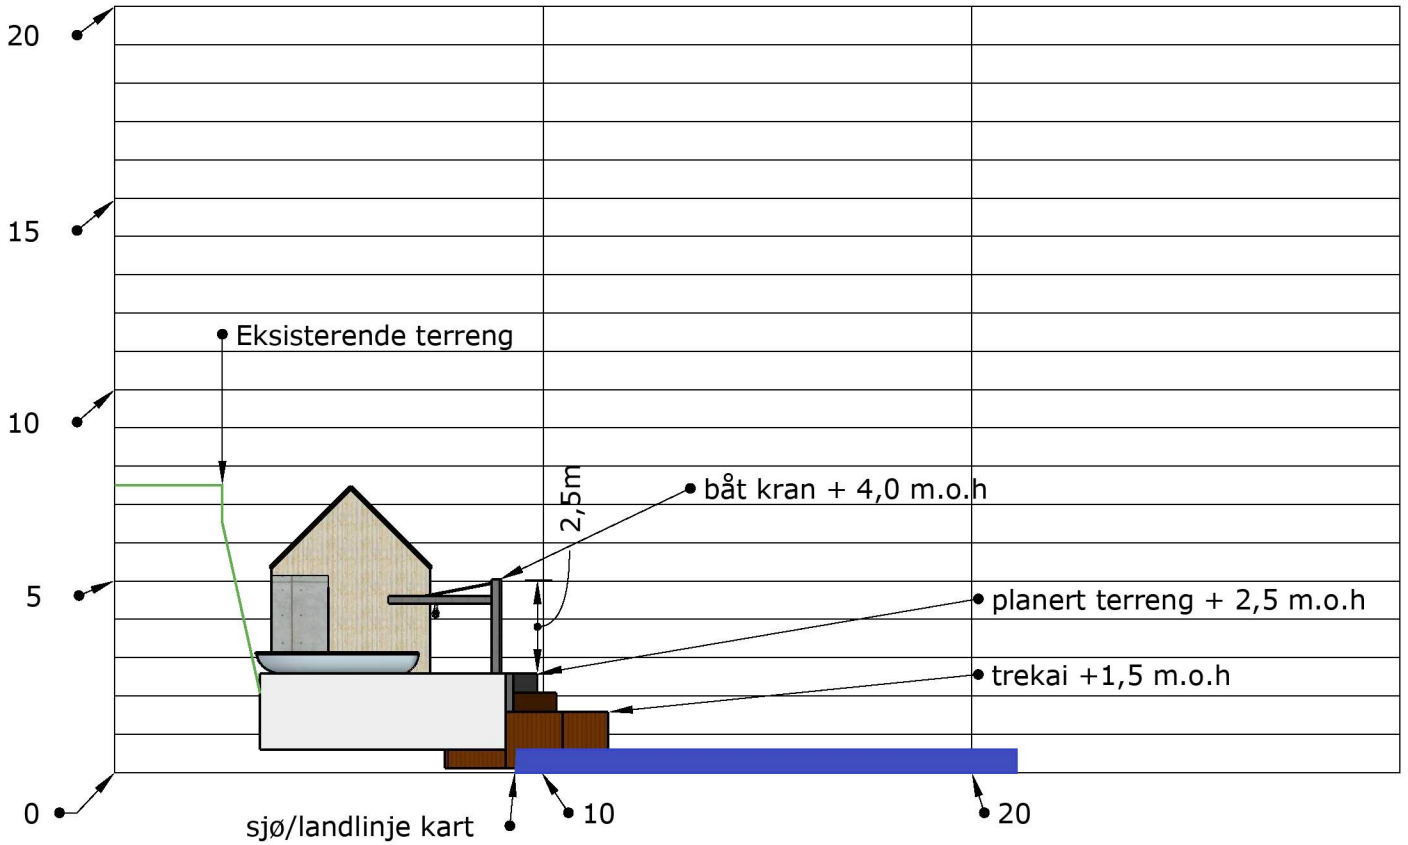 20
15
Eksisterende terreng
10
2,5m
båt kran + 4,0 m.o.h
5
planert terreng + 2,5 m.o.h
trekai +1,5 m.o.h
0
sjø/landlinje kart
10
20